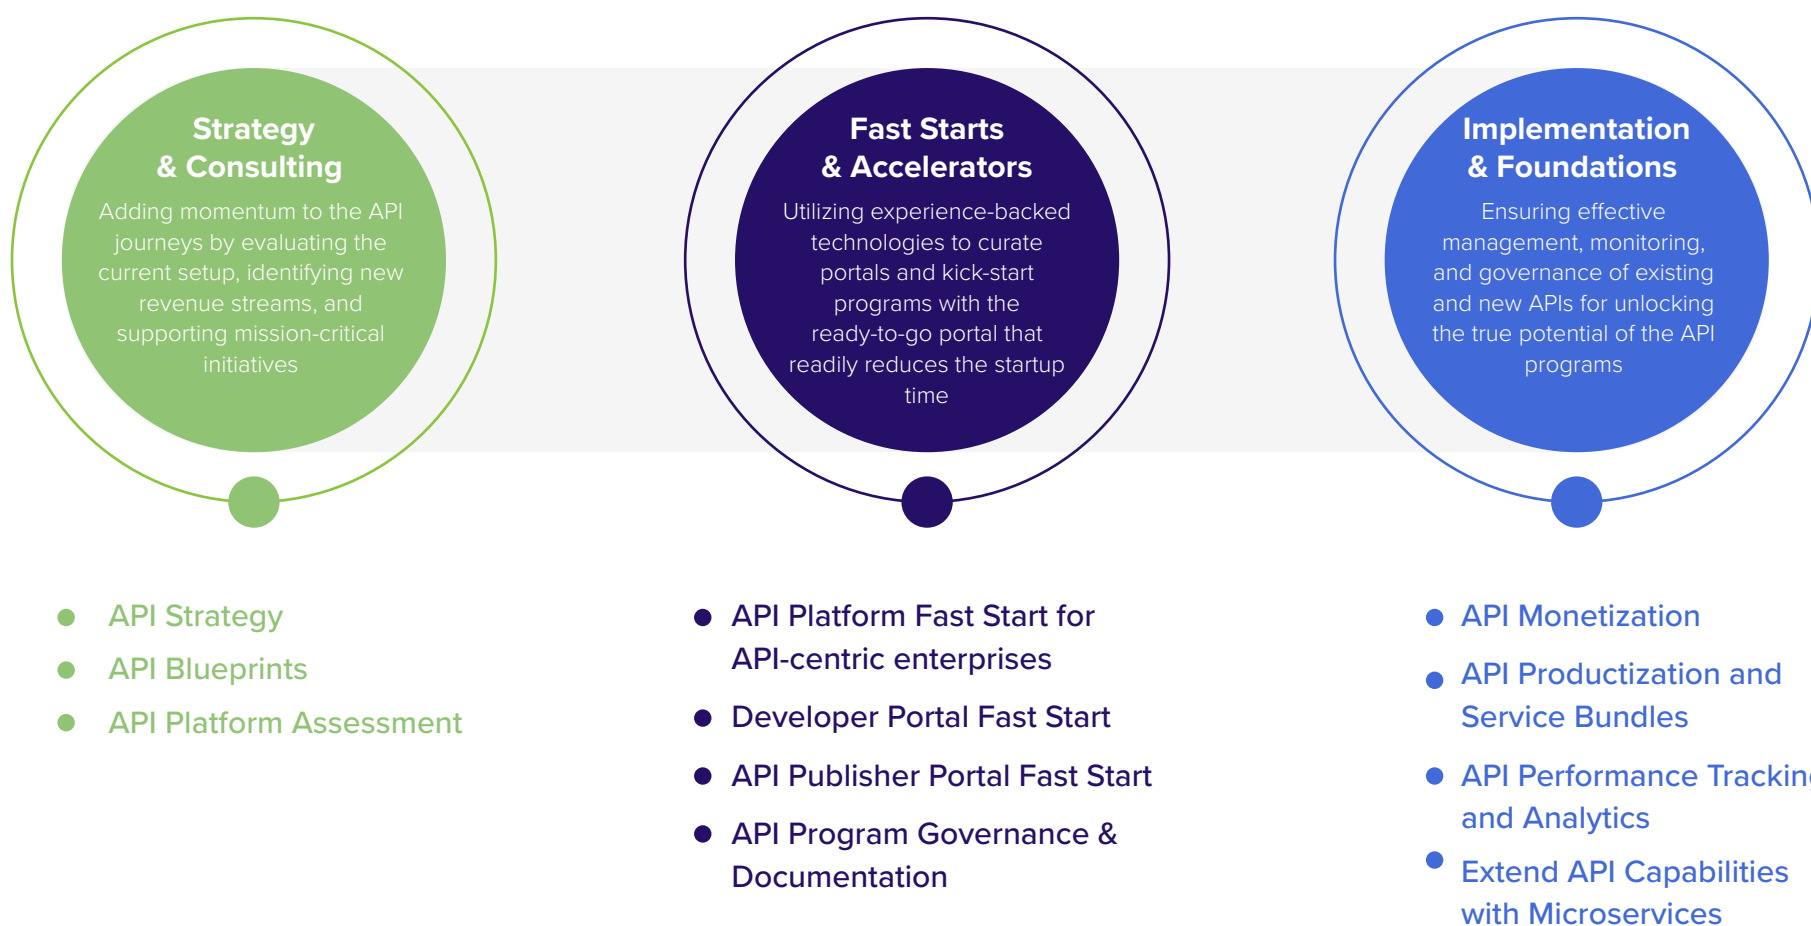 Strategy
& Consulting
Adding momentum to the API
journeys by evaluating the
current setup, identifying new
revenue streams, and
supporting mission-critical
initiatives
Fast Starts
& Accelerators
Utilizing experience-backed
technologies to curate
portals and kick-start
programs with the
ready-to-go portal that
readily reduces the startup
time
Implementation
& Foundations
Ensuring effective
management, monitoring,
and governance of existing
and new APIs for unlocking
the true potential of the API
programs
API Strategy
API Blueprints
API Platform Assessment
API Platform Fast Start for
API-centric enterprises
Developer Portal Fast Start
API Publisher Portal Fast Start
API Program Governance &
Documentation
API Monetization
API Productization and
Service Bundles
API Performance Tracking
and Analytics
Extend API Capabilities
with Microservices